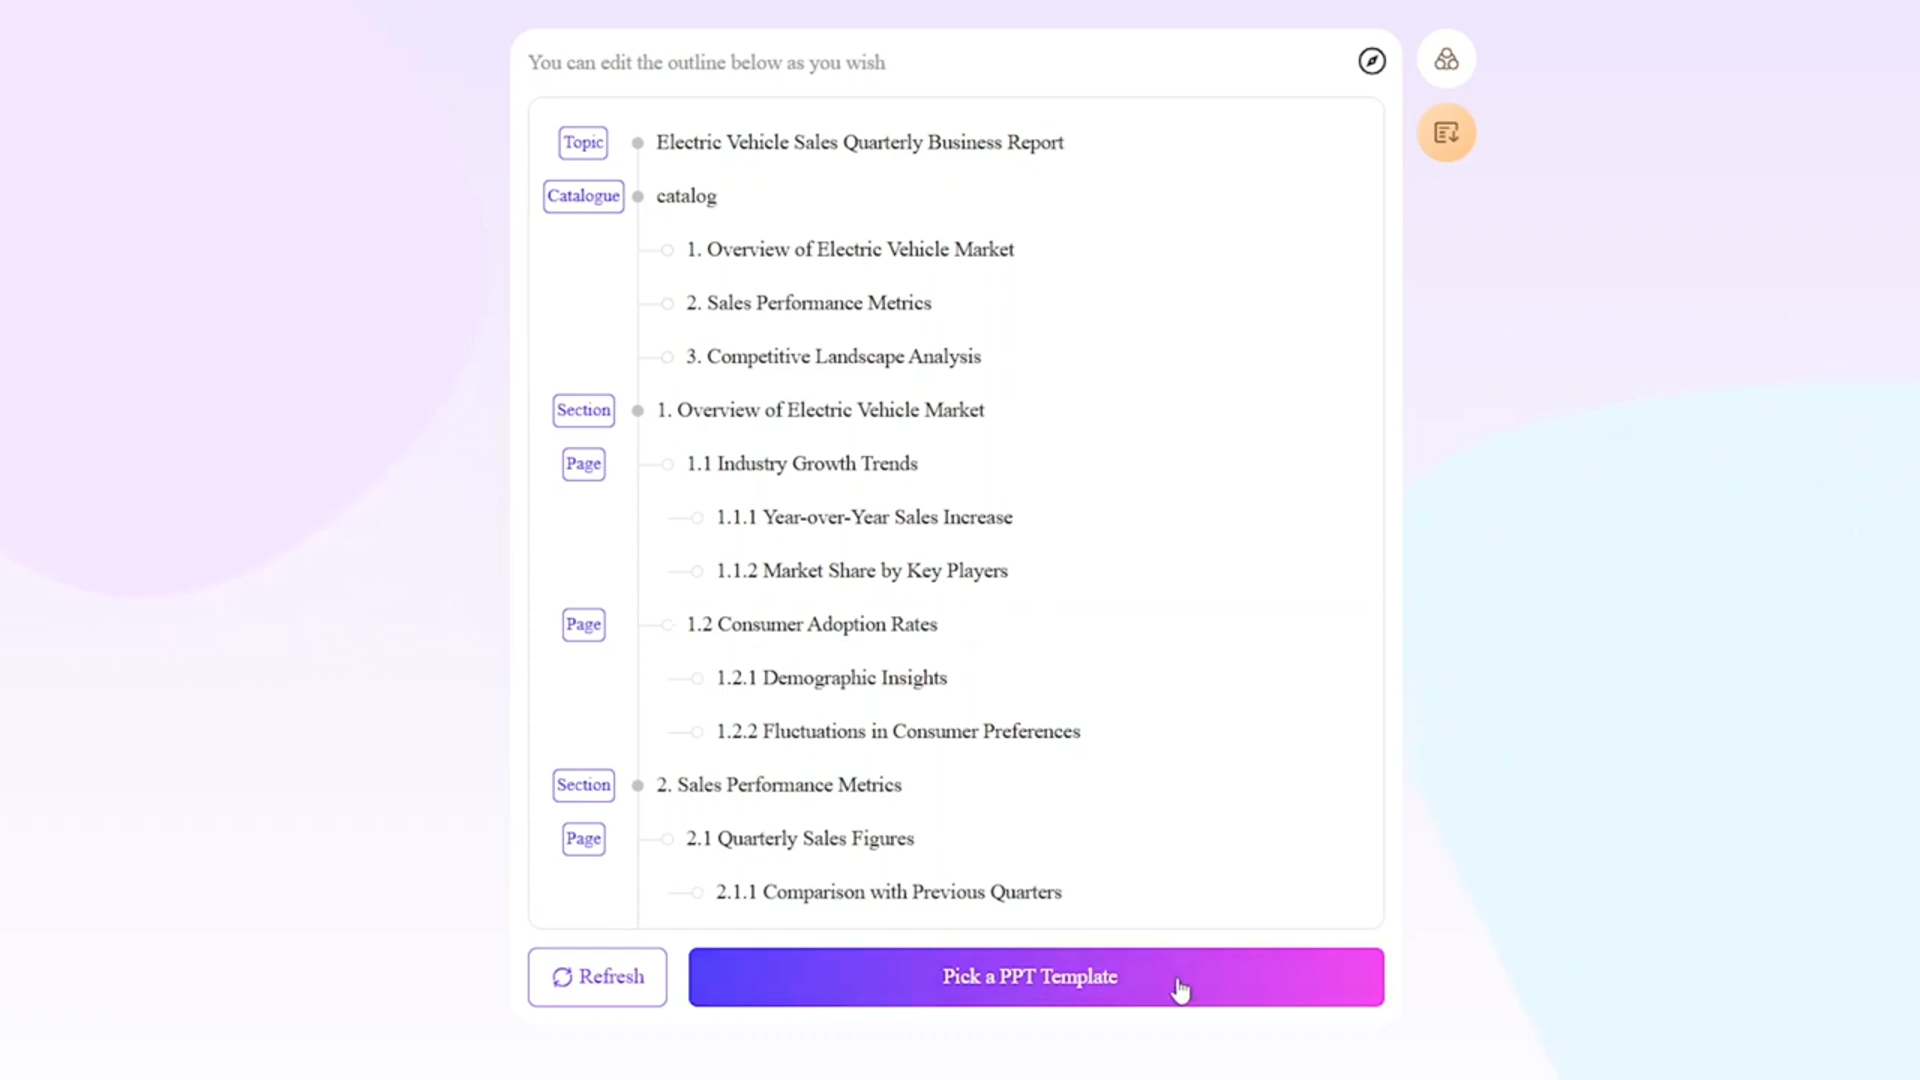 You can edit the outline below as you wish
Topic Electric Vehicle Sales Quarterly Business Report
Catalogue catalog
1. Overview of Electric Vehicle Market
2. Sales Performance Metrics
3. Competitive Landscape Analysis
Section 1. Overview of Electric Vehicle Market
Page 1.1 Industry Growth Trends
1.1.1 Year-over-Year Sales Increase
1.1.2 Market Share by Key Players
Page 1.2 Consumer Adoption Rates
1.2.1 Demographic Insights
1.2.2 Fluctuations in Consumer Preferences
Section 2. Sales Performance Metrics
Page 2.1 Quarterly Sales Figures
2.1.1 Comparison with Previous Quarters
Refresh Pick a PPT Template